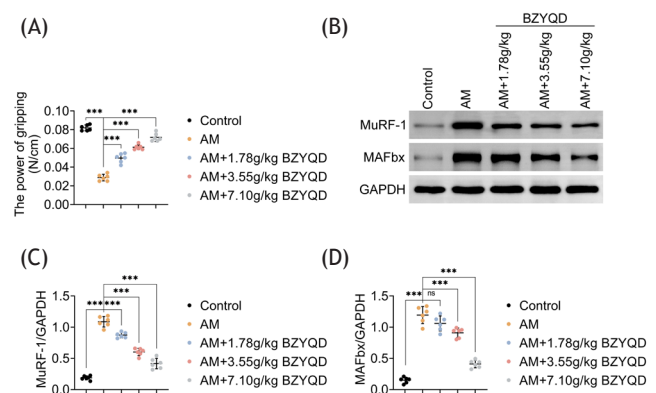 (A)
The power of gripping
(N/cm)
0.10
0.08
0.06
0.04
0.02
0.00
***
***
***
***
Control
AM
AM+1.78g/kg BZYQD
AM+3.55g/kg BZYQD
AM+7.10g/kg BZYQD
(B)
BZYQD
Control
AM
AM+1.78g/kg
AM+3.55g/kg
AM+7.10g/kg
MuRF-1
MAFbx
GAPDH
(C)
MuRF-1/GAPDH
1.5
1.0
0.5
0.0
***
***
***
***
Control
AM
AM+1.78g/kg BZYQD
AM+3.55g/kg BZYQD
AM+7.10g/kg BZYQD
(D)
MAFbx/GAPDH
1.5
1.0
0.5
0.0
***
***
*** ns
Control
AM
AM+1.78g/kg BZYQD
AM+3.55g/kg BZYQD
AM+7.10g/kg BZYQD